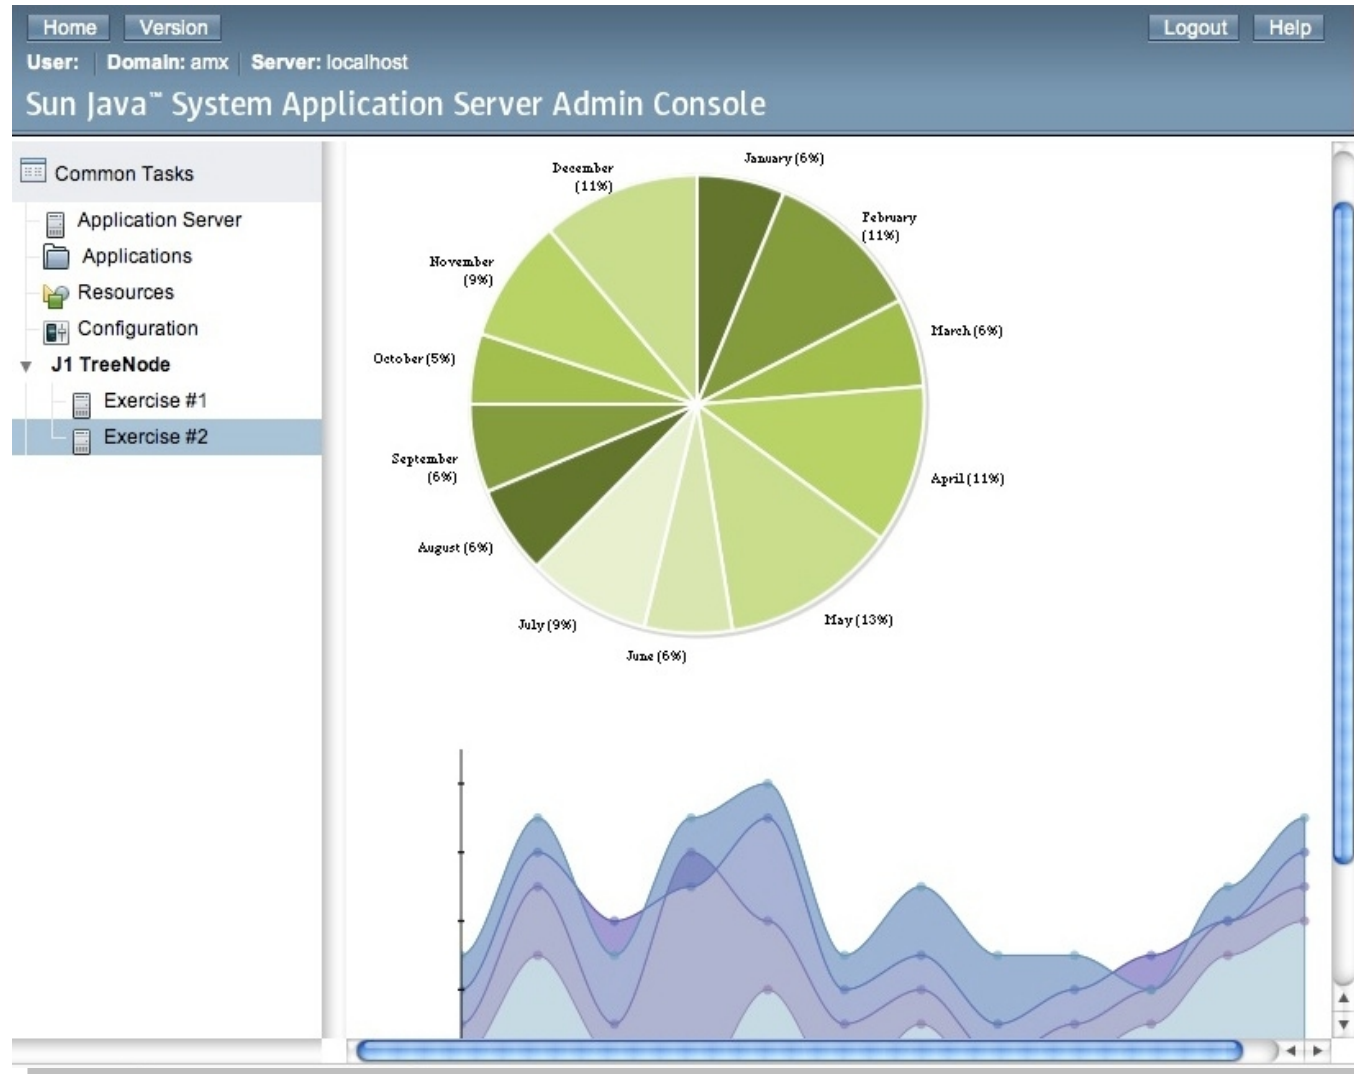 Home Version Logout Help
User: Domain: amx Server: localhost
Sun Java™ System Application Server Admin Console
Common Tasks
Application Server
Applications
Resources
Configuration
J1 TreeNode
Exercise #1
Exercise #2
January (6%)
February
(11%)
March (6%)
April (11%)
May (13%)
June (6%)
July (9%)
August (6%)
September
(6%)
October (5%)
November
(9%)
December
(11%)